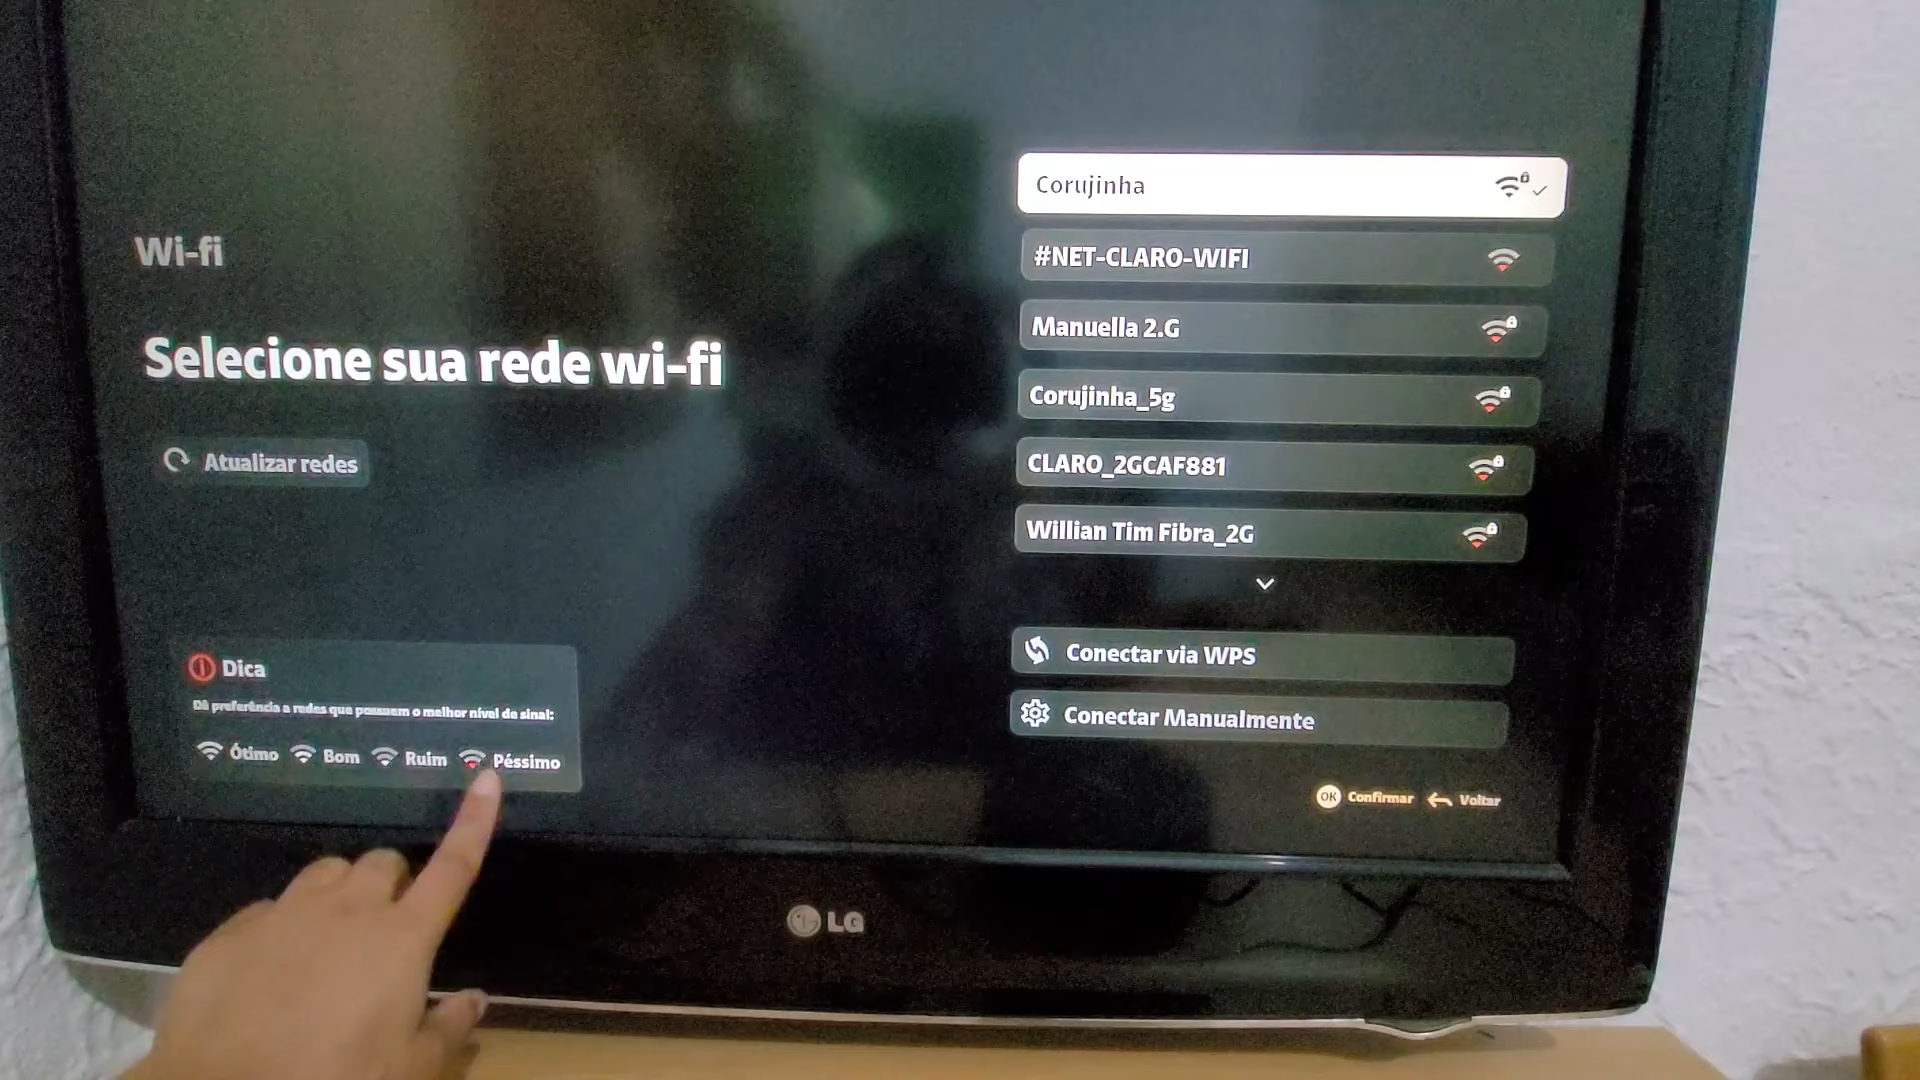 Wi-fi
Selecione sua rede wi-fi
Atualizar redes
Dica
Dê preferência a redes que possuem o melhor nível de sinal:
Ótimo Bom Ruim Péssimo
Corujinha
#NET-CLARO-WIFI
Manuella 2.G
Corujinha_5g
CLARO_2GCAF881
Willian Tim Fibra_2G
Conectar via WPS
Conectar Manualmente
OK Confirmar Voltar
LG